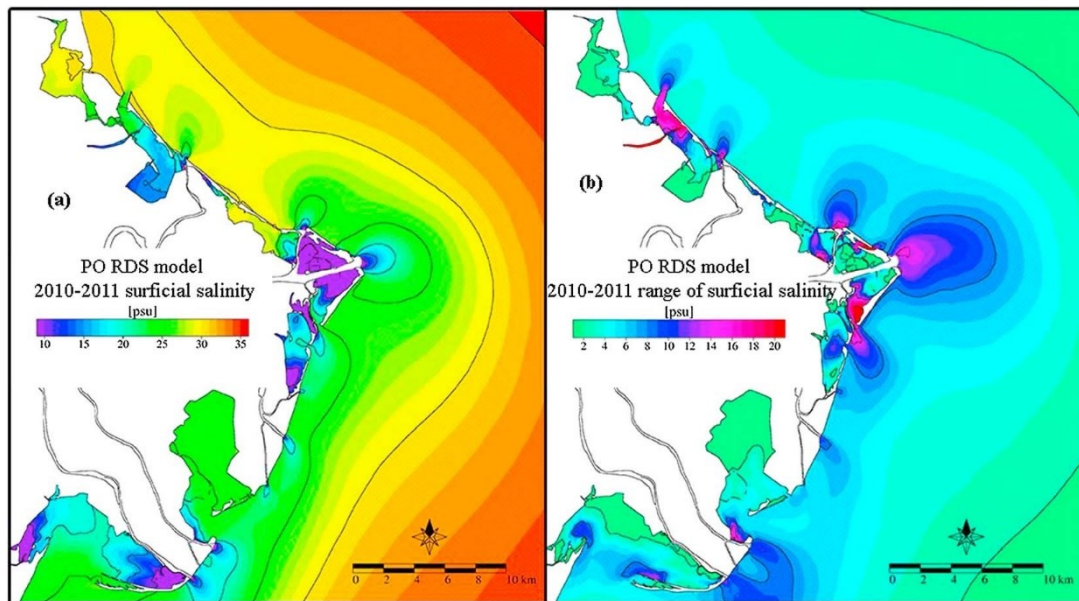 (a)
PO RDS model
2010-2011 surficial salinity
[psu]
10 15 20 25 30 35
0 2 4 6 8 10 km
(b)
PO RDS model
2010-2011 range of surficial salinity
[psu]
2 4 6 8 10 12 14 16 18 20
0 2 4 6 8 10 km